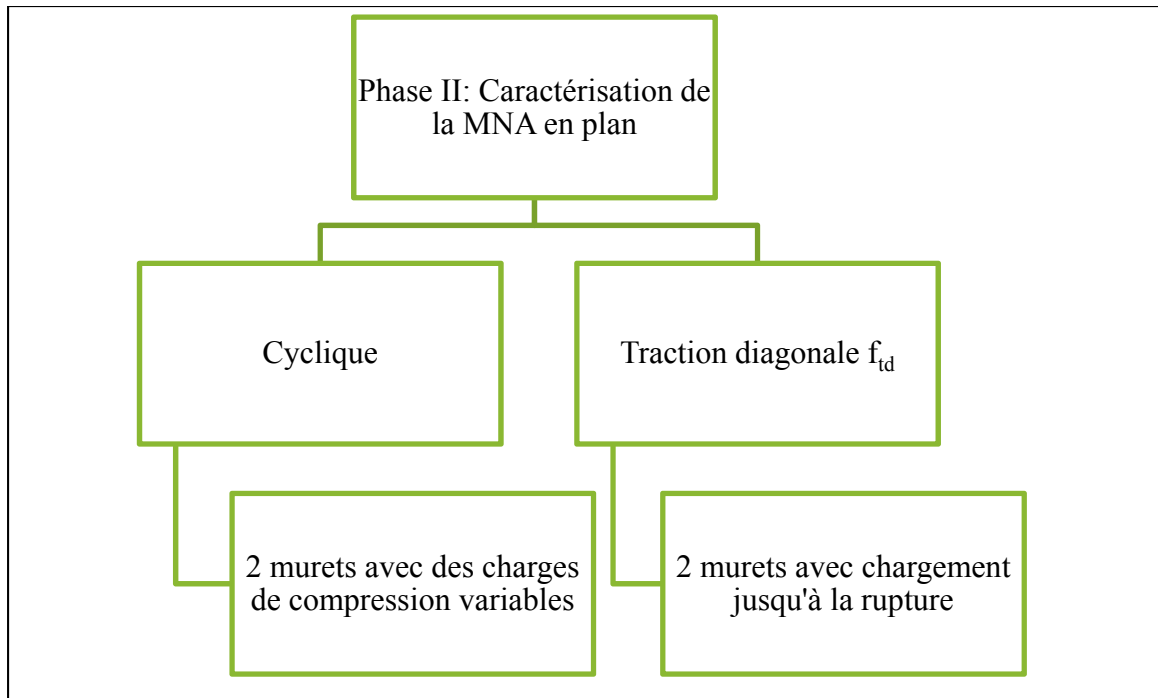 Phase II: Caractérisation de
la MNA en plan
Cyclique
Traction diagonale ftd
2 murets avec des charges
de compression variables
2 murets avec chargement
jusqu'à la rupture